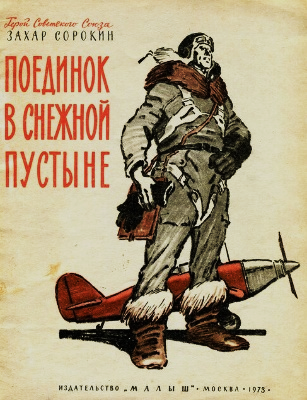 Герой Советского Союза
ЗАХАР СОРОКИН
ПОЕДИНОК
В СНЕЖНОЙ
ПУСТЫНЕ
ИЗДАТЕЛЬСТВО „МАЛЫШ“ · МОСКВА · 1975